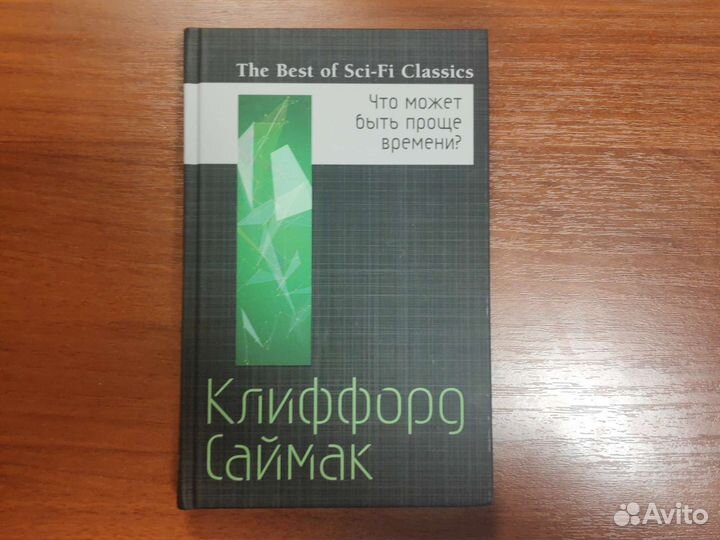 The Best of Sci-Fi Classics
Что может
быть проще
времени?
Клиффорд
Саймак
Avito